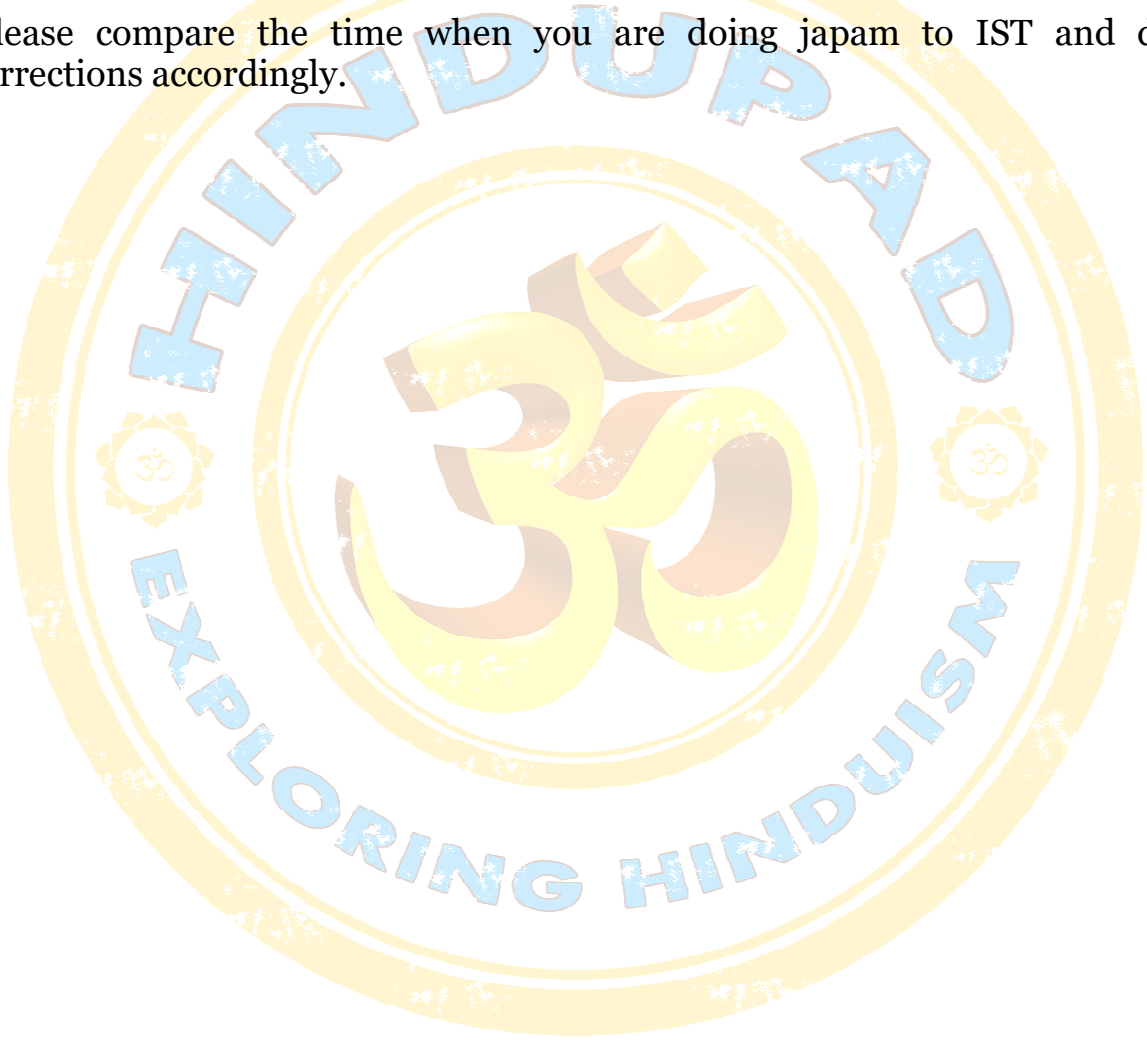 lease compare the time when you are doing japam to IST and
rrections accordingly.
HINDUPAD
ॐ
ॐ
ॐ
EXPLORING HINDUISM